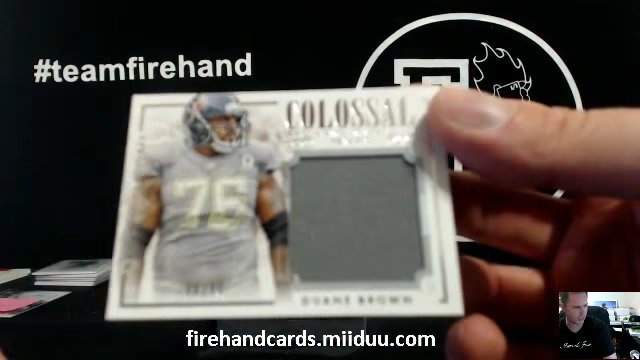 #teamfirehand
COLOSSAL
76
DUANE BROWN
firehandcards.miiduu.com